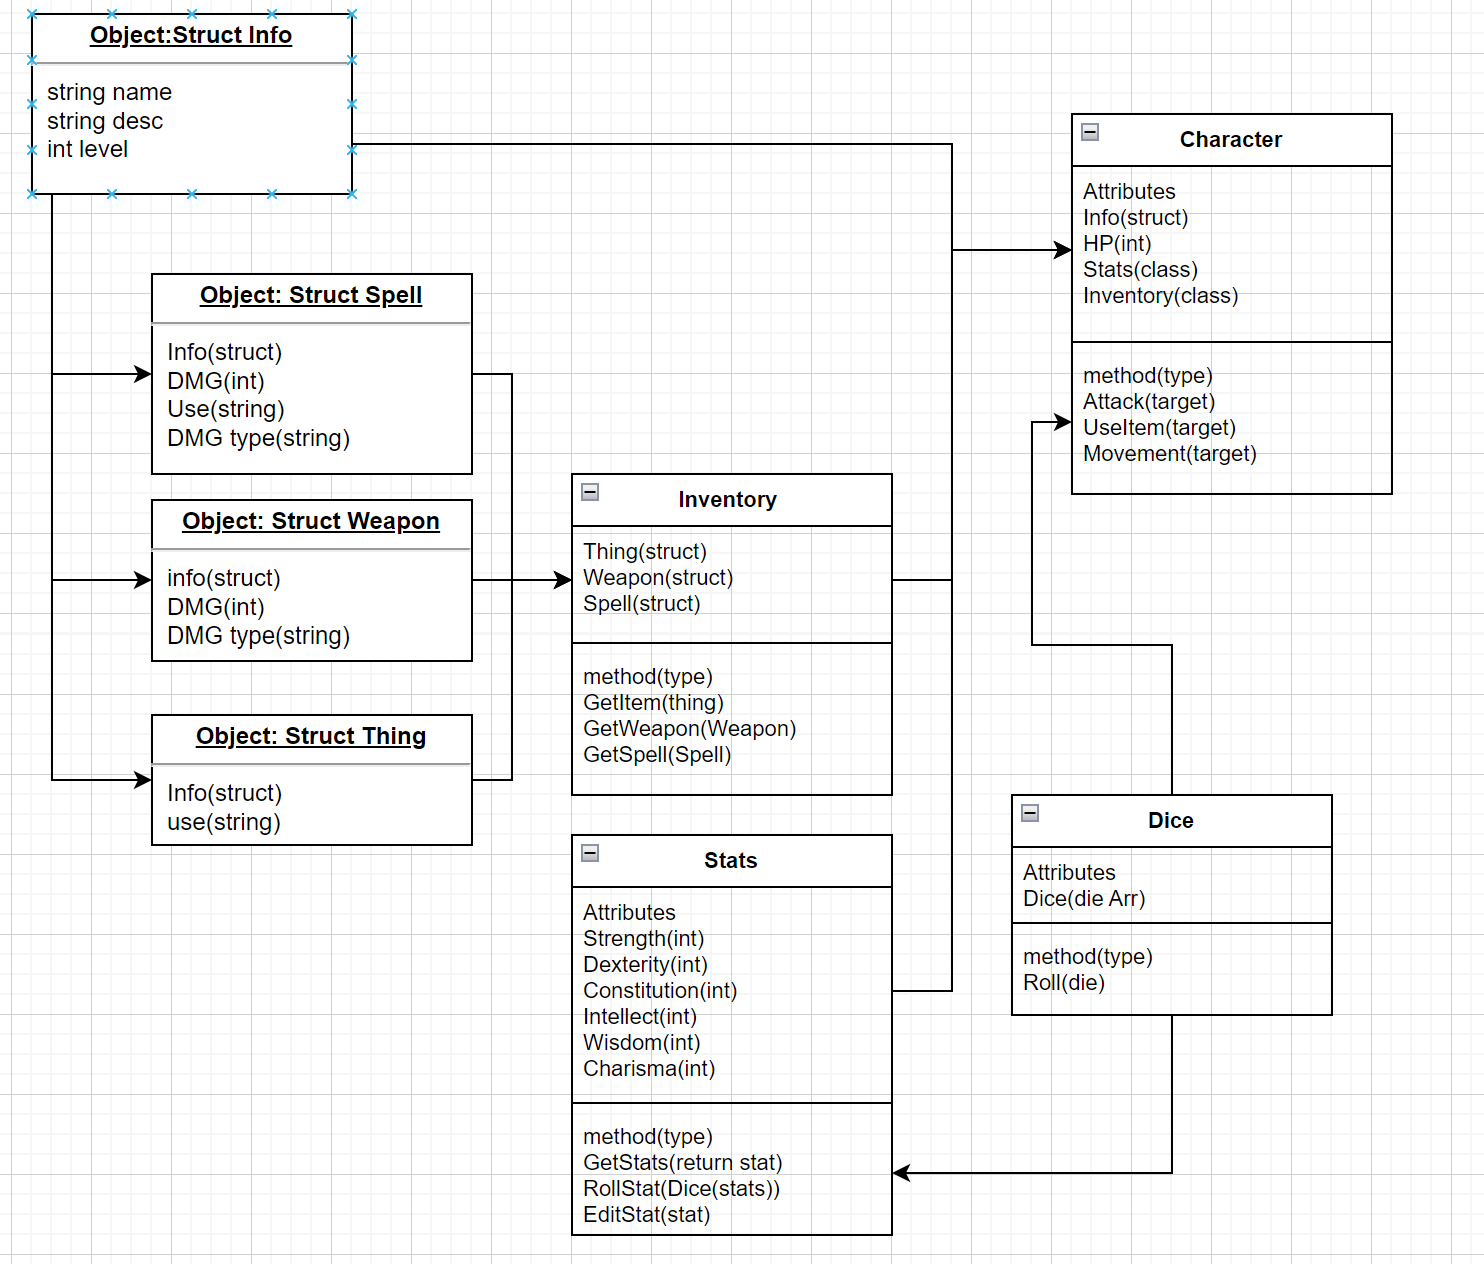 Object:Struct Info
string name
string desc
int level
Object: Struct Spell
Info(struct)
DMG(int)
Use(string)
DMG type(string)
Object: Struct Weapon
info(struct)
DMG(int)
DMG type(string)
Object: Struct Thing
Info(struct)
use(string)
Inventory
Thing(struct)
Weapon(struct)
Spell(struct)
method(type)
GetItem(thing)
GetWeapon(Weapon)
GetSpell(Spell)
Stats
Attributes
Strength(int)
Dexterity(int)
Constitution(int)
Intellect(int)
Wisdom(int)
Charisma(int)
method(type)
GetStats(return stat)
RollStat(Dice(stats))
EditStat(stat)
Character
Attributes
Info(struct)
HP(int)
Stats(class)
Inventory(class)
method(type)
Attack(target)
UseItem(target)
Movement(target)
Dice
Attributes
Dice(die Arr)
method(type)
Roll(die)